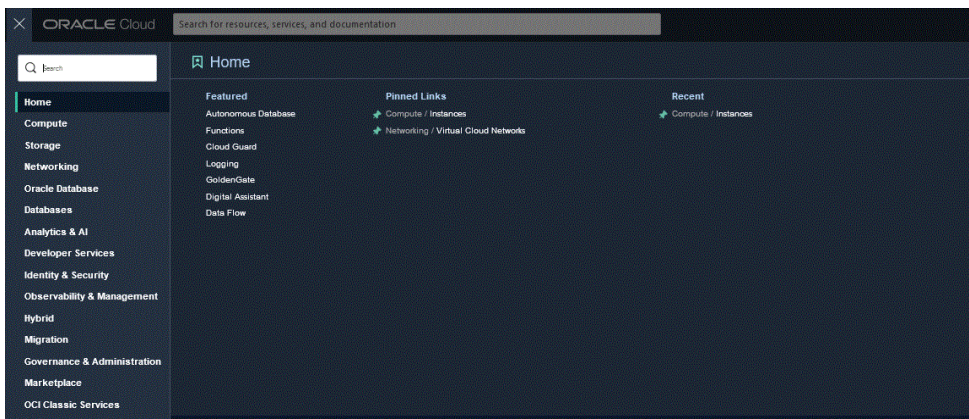 ORACLE Cloud
Search for resources, services, and documentation
Search
Home
Compute
Storage
Networking
Oracle Database
Databases
Analytics & AI
Developer Services
Identity & Security
Observability & Management
Hybrid
Migration
Governance & Administration
Marketplace
OCI Classic Services
Home
Featured
Autonomous Database
Functions
Cloud Guard
Logging
GoldenGate
Digital Assistant
Data Flow
Pinned Links
Compute / Instances
Networking / Virtual Cloud Networks
Recent
Compute / Instances